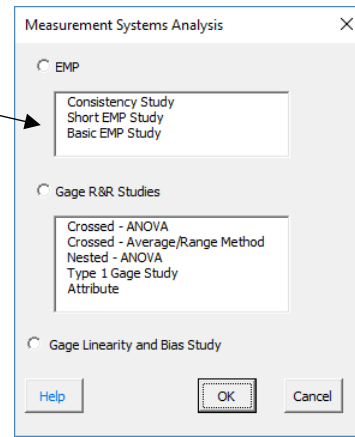 Measurement Systems Analysis
EMP
Consistency Study
Short EMP Study
Basic EMP Study
Gage R&R Studies
Crossed - ANOVA
Crossed - Average/Range Method
Nested - ANOVA
Type 1 Gage Study
Attribute
Gage Linearity and Bias Study
Help OK Cancel